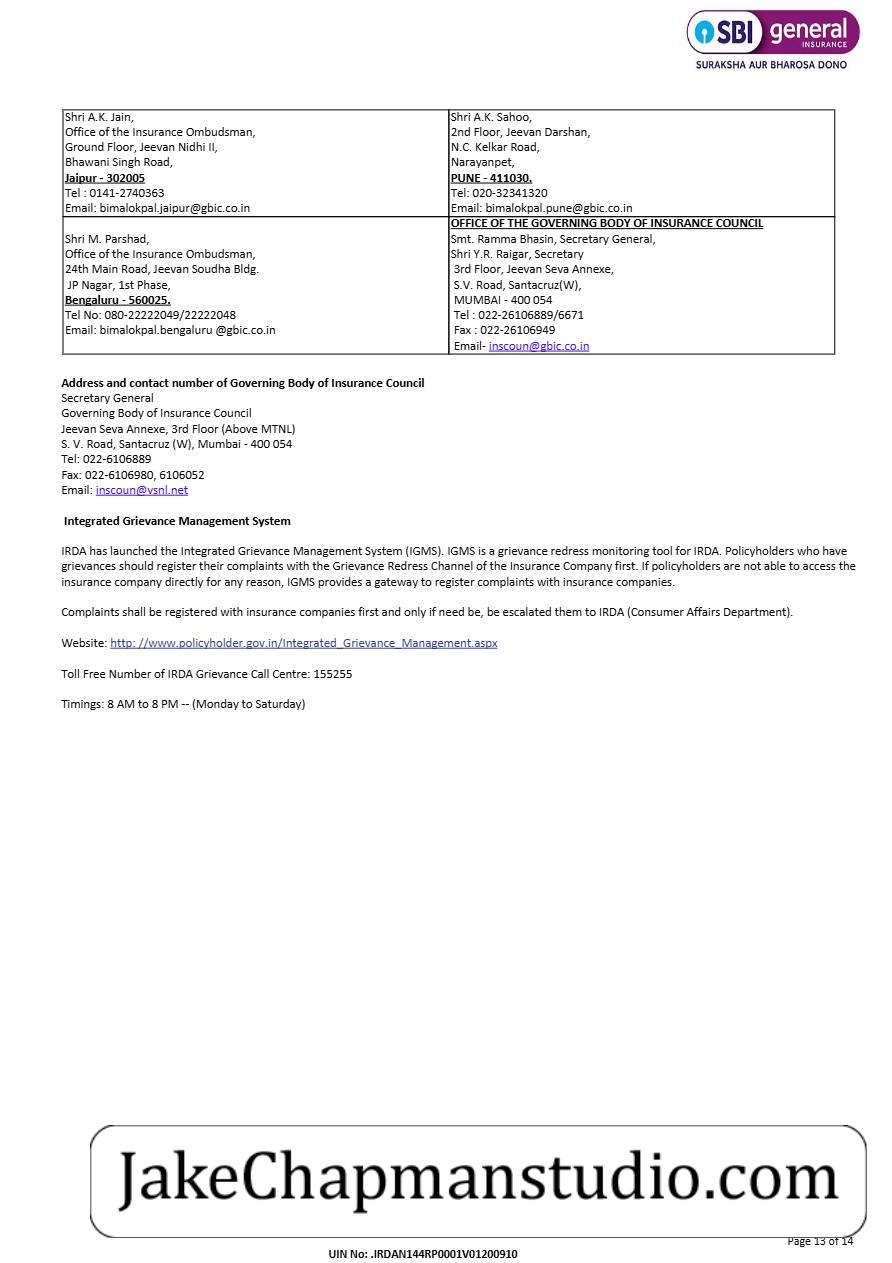 SBI general
INSURANCE
SURAKSHA AUR BHAROSA DONO
Shri A.K. Jain,
Office of the Insurance Ombudsman,
Ground Floor, Jeevan Nidhi II,
Bhawani Singh Road,
Jaipur - 302005
Tel : 0141-2740363
Email: bimalokpal.jaipur@gbic.co.in
Shri A.K. Sahoo,
2nd Floor, Jeevan Darshan,
N.C. Kelkar Road,
Narayanpet,
PUNE - 411030.
Tel: 020-32341320
Email: bimalokpal.pune@gbic.co.in
Shri M. Parshad,
Office of the Insurance Ombudsman,
24th Main Road, Jeevan Soudha Bldg.
JP Nagar, 1st Phase,
Bengaluru - 560025.
Tel No: 080-22222049/22222048
Email: bimalokpal.bengaluru @gbic.co.in
OFFICE OF THE GOVERNING BODY OF INSURANCE COUNCIL
Smt. Ramma Bhasin, Secretary General,
Shri Y.R. Raigar, Secretary
3rd Floor, Jeevan Seva Annexe,
S.V. Road, Santacruz(W),
MUMBAI - 400 054
Tel : 022-26106889/6671
Fax : 022-26106949
Email- inscoun@gbic.co.in
Address and contact number of Governing Body of Insurance Council
Secretary General
Governing Body of Insurance Council
Jeevan Seva Annexe, 3rd Floor (Above MTNL)
S. V. Road, Santacruz (W), Mumbai - 400 054
Tel: 022-6106889
Fax: 022-6106980, 6106052
Email: inscoun@vsnl.net
Integrated Grievance Management System
IRDA has launched the Integrated Grievance Management System (IGMS). IGMS is a grievance redress monitoring tool for IRDA. Policyholders who have
grievances should register their complaints with the Grievance Redress Channel of the Insurance Company first. If policyholders are not able to access the
insurance company directly for any reason, IGMS provides a gateway to register complaints with insurance companies.
Complaints shall be registered with insurance companies first and only if need be, be escalated them to IRDA (Consumer Affairs Department).
Website: http: //www.policyholder.gov.in/Integrated_Grievance_Management.aspx
Toll Free Number of IRDA Grievance Call Centre: 155255
Timings: 8 AM to 8 PM -- (Monday to Saturday)
JakeChapmanstudio.com
Page 13 of 14
UIN No: .IRDAN144RP0001V01200910